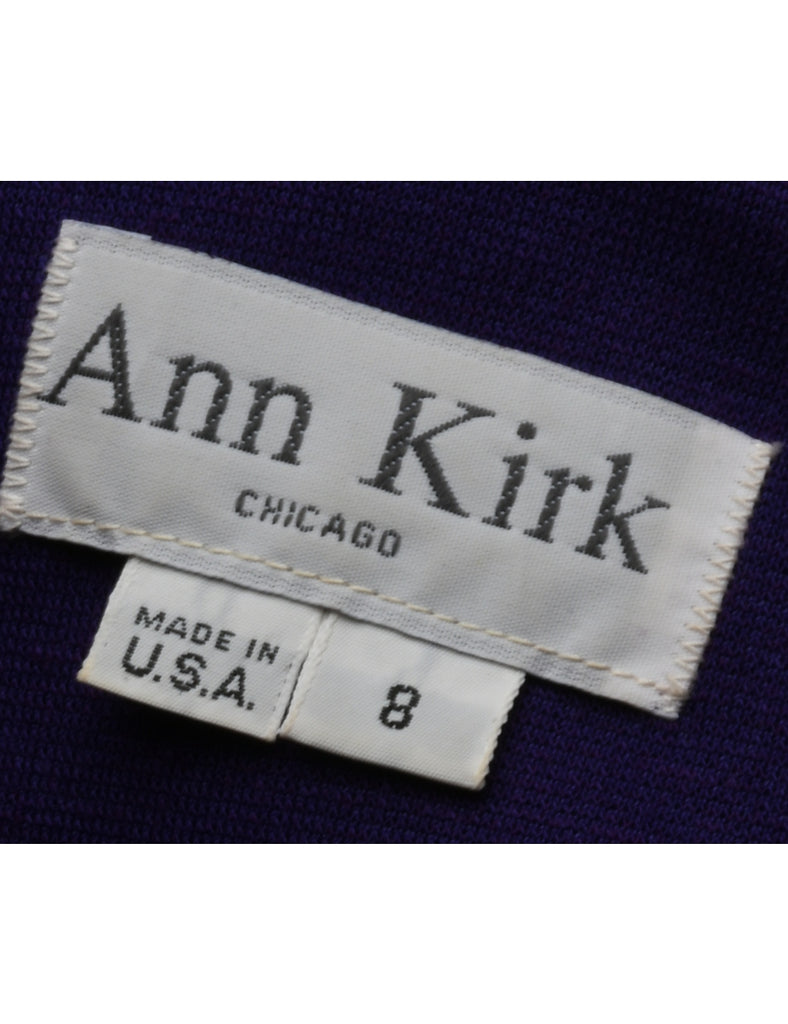 Ann Kirk
CHICAGO
MADE IN
U.S.A.
8